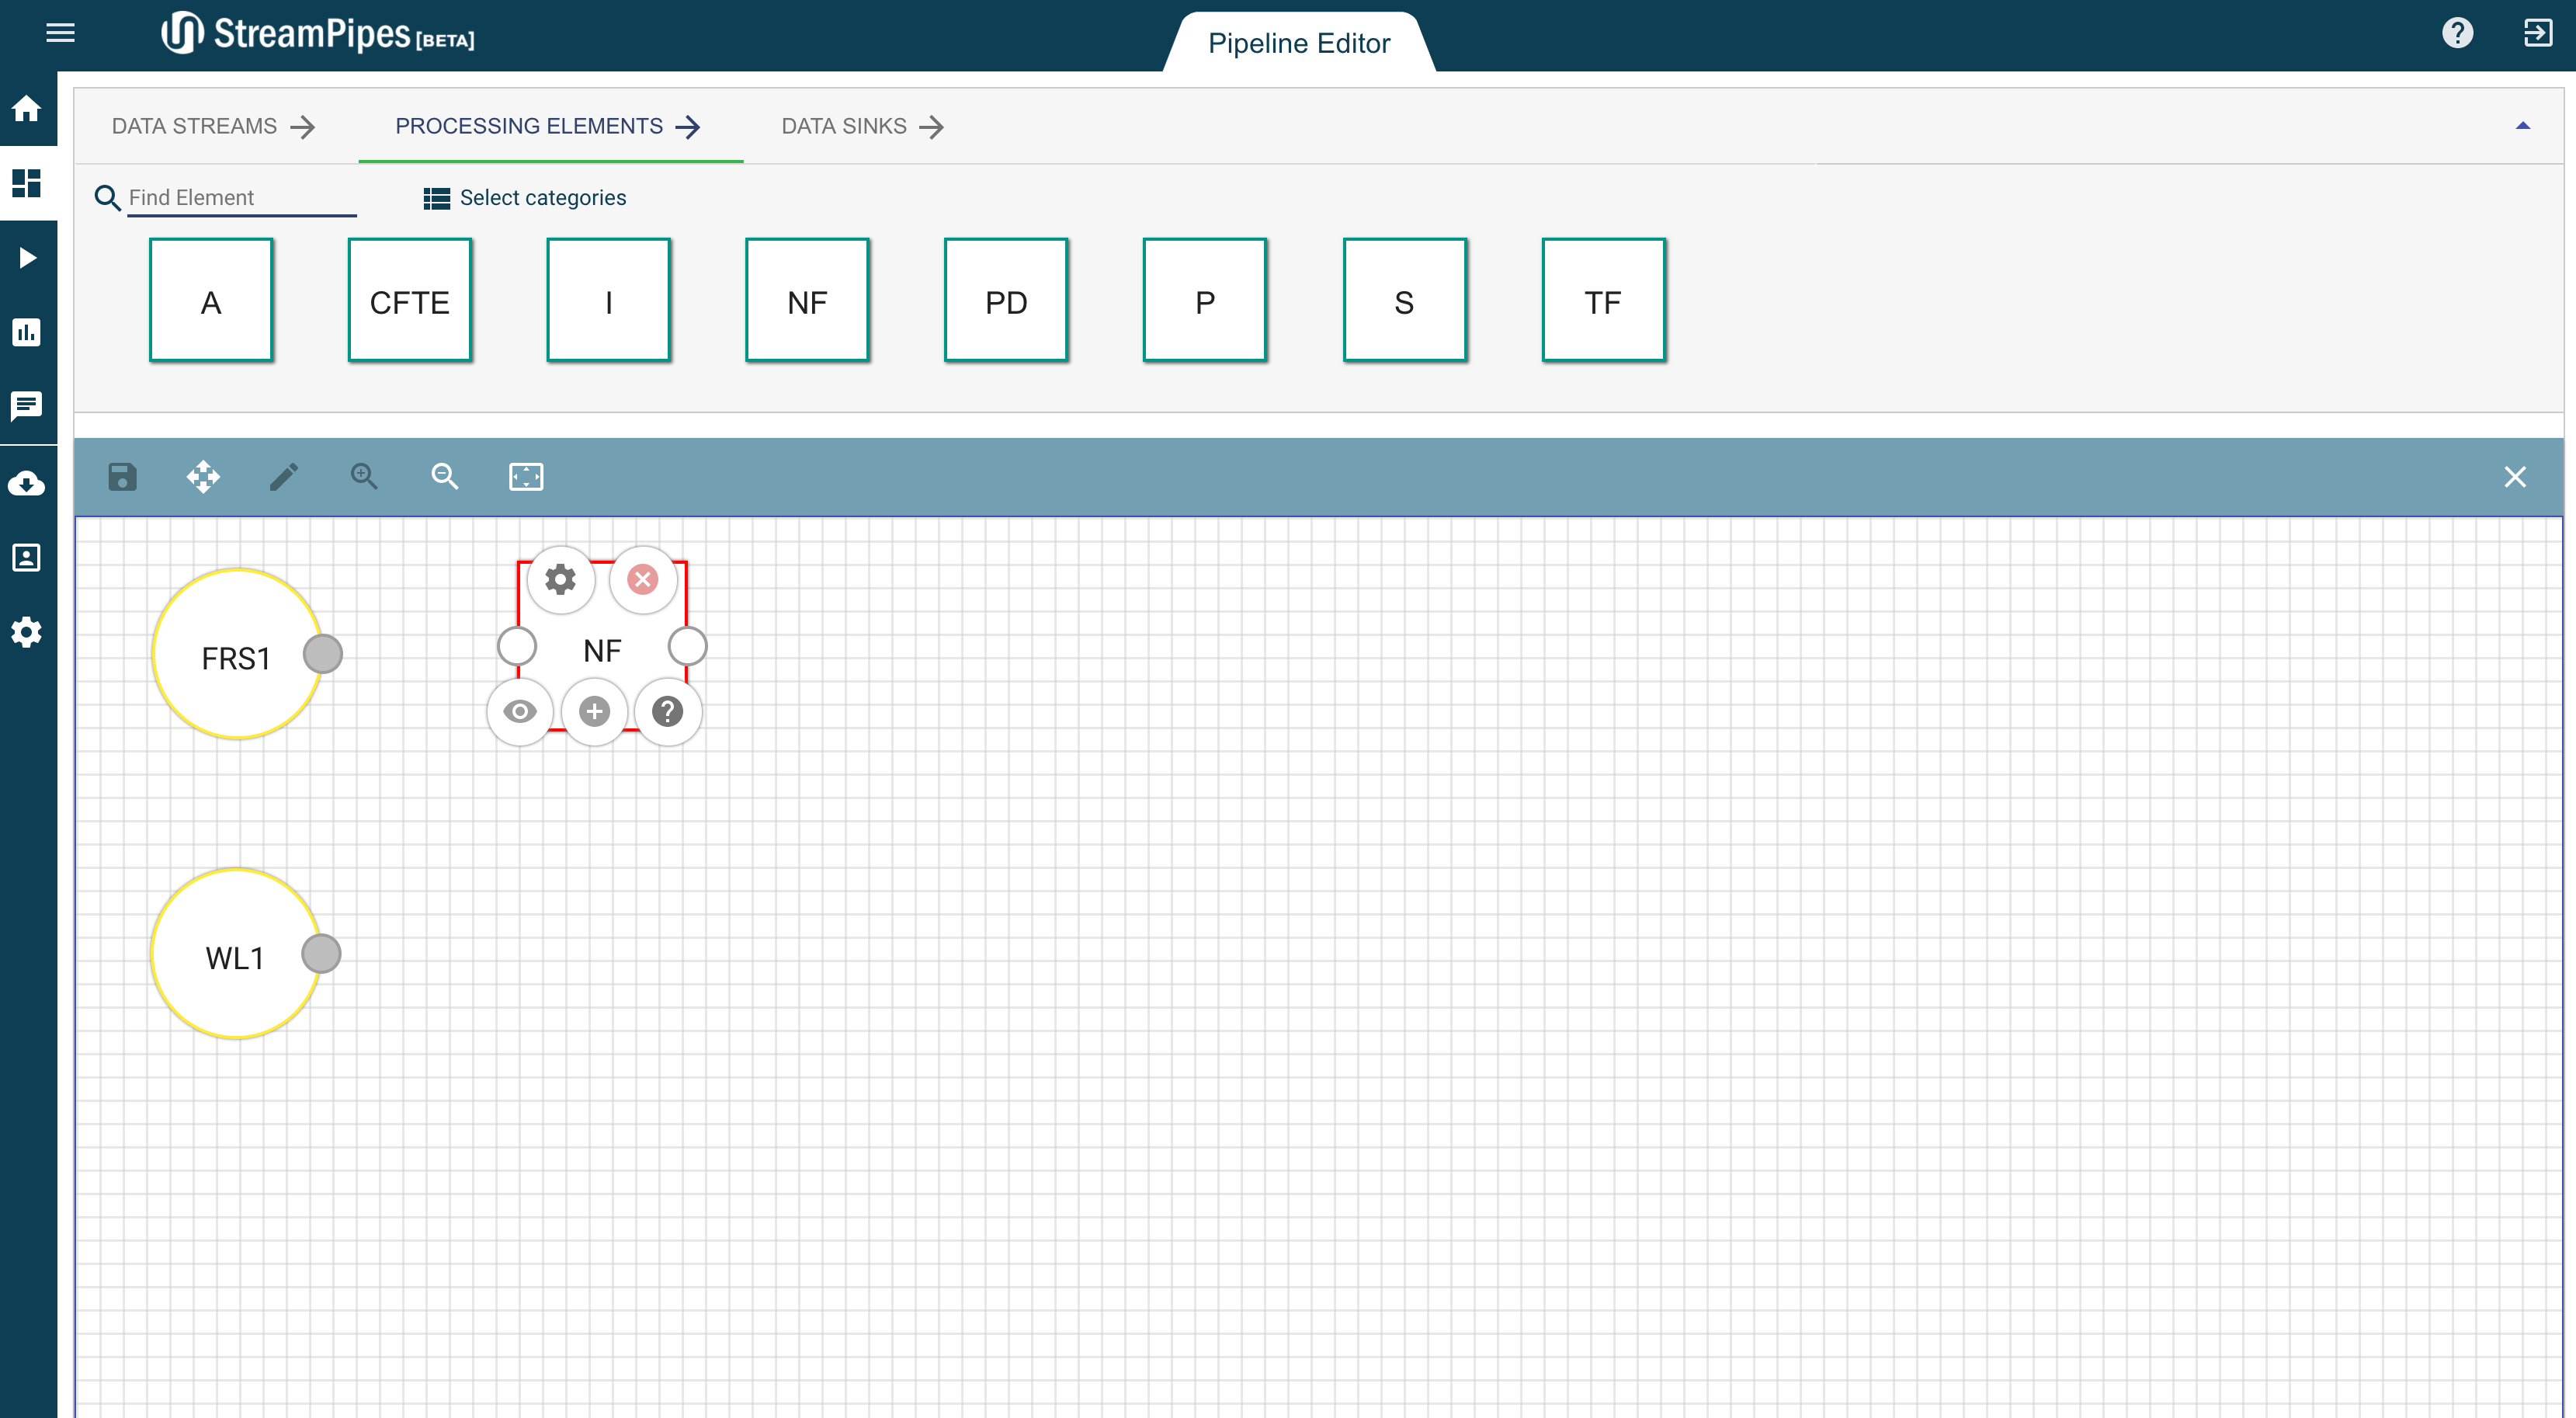 StreamPipes [BETA]
Pipeline Editor
DATA STREAMS
PROCESSING ELEMENTS
DATA SINKS
Find Element
Select categories
A
CFTE
I
NF
PD
P
S
TF
FRS1
NF
WL1